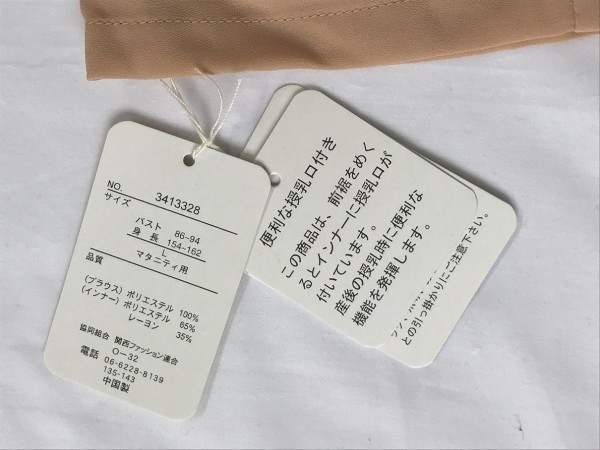 NO. 3413328
サイズ
バスト 86-94
身長 154-162
L
マタニティ用
品質
(ブラウス) ポリエステル 100%
(インナー) ポリエステル 65%
レーヨン 35%
協同組合 関西ファッション連合
O-32
電話 06-6228-8139
135-143
中国製
便利な授乳口付き
この商品は、前裾をめく
るとインナーに授乳口が
付いています。
産後の授乳時に便利な
機能を発揮します。
との引っ掛かりにご注意下さい。